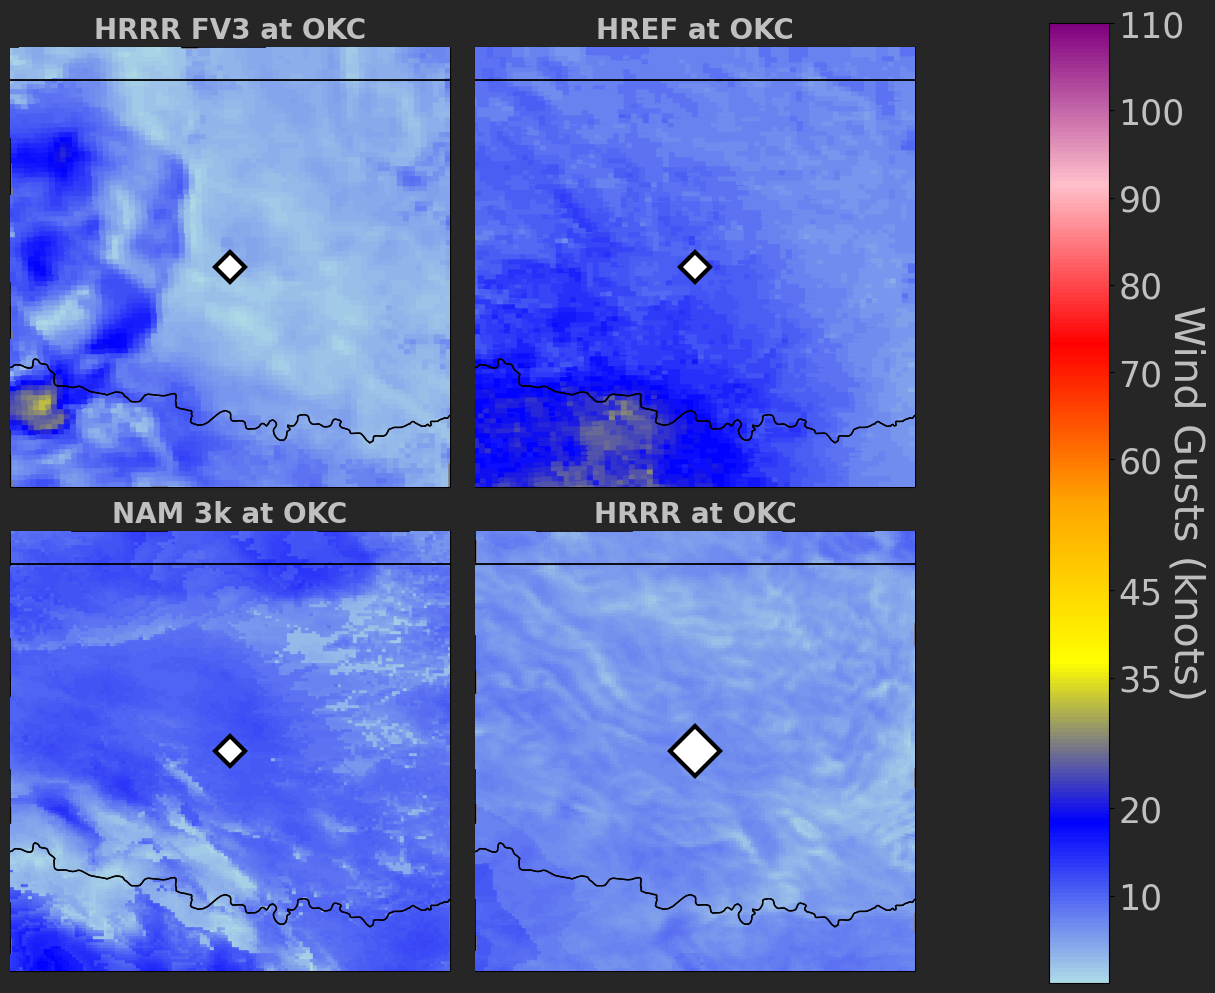 HRRR FV3 at OKC
HREF at OKC
NAM 3k at OKC
HRRR at OKC
110
100
90
80
70
60
45
35
20
10
Wind Gusts (knots)